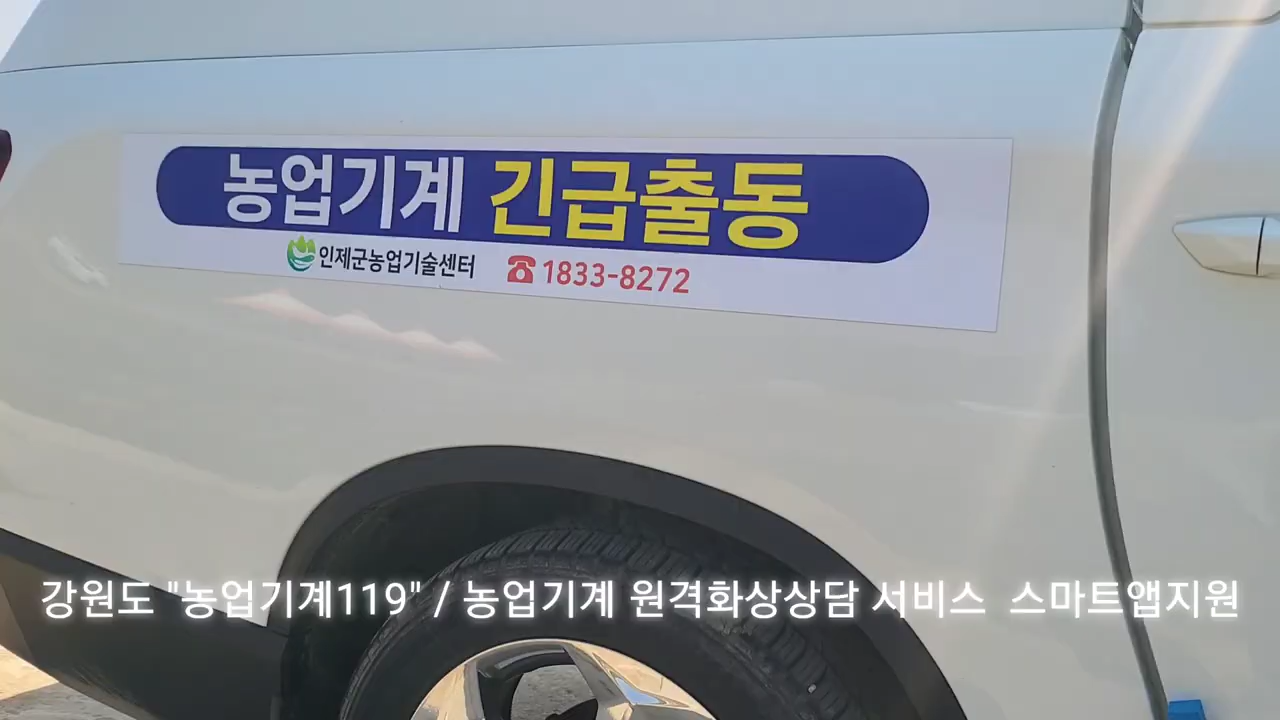 농업기계 긴급출동
인제군농업기술센터 ☎1833-8272
강원도 "농업기계119" / 농업기계 원격화상상담 서비스 스마트앱지원